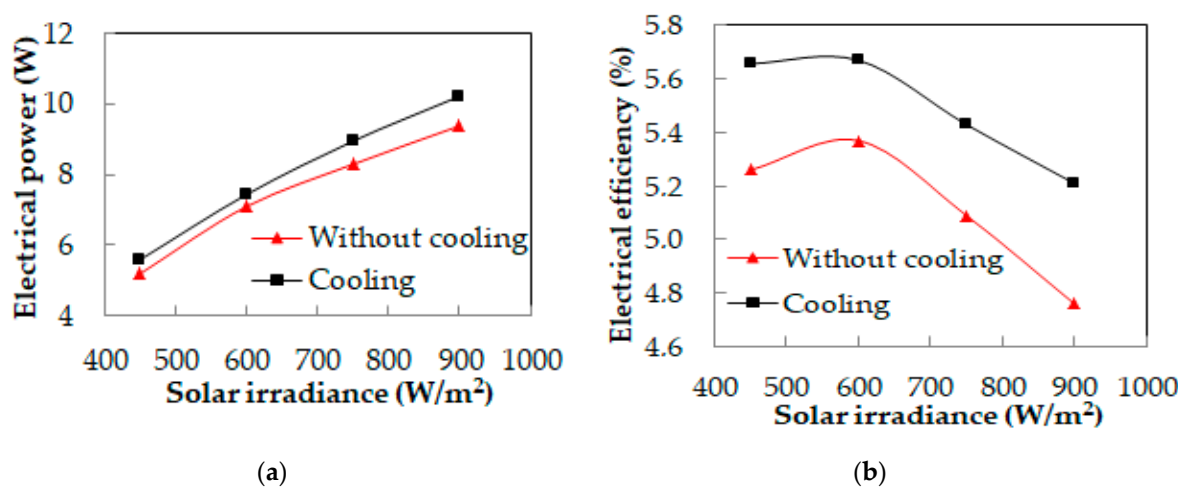 Electrical power (W)
12
10
8
6
4
Without cooling
Cooling
400 500 600 700 800 900 1000
Solar irradiance (W/m²)
(a)
Electrical efficiency (%)
5.8
5.6
5.4
5.2
5.0
4.8
4.6
Without cooling
Cooling
400 500 600 700 800 900 1000
Solar irradiance (W/m²)
(b)